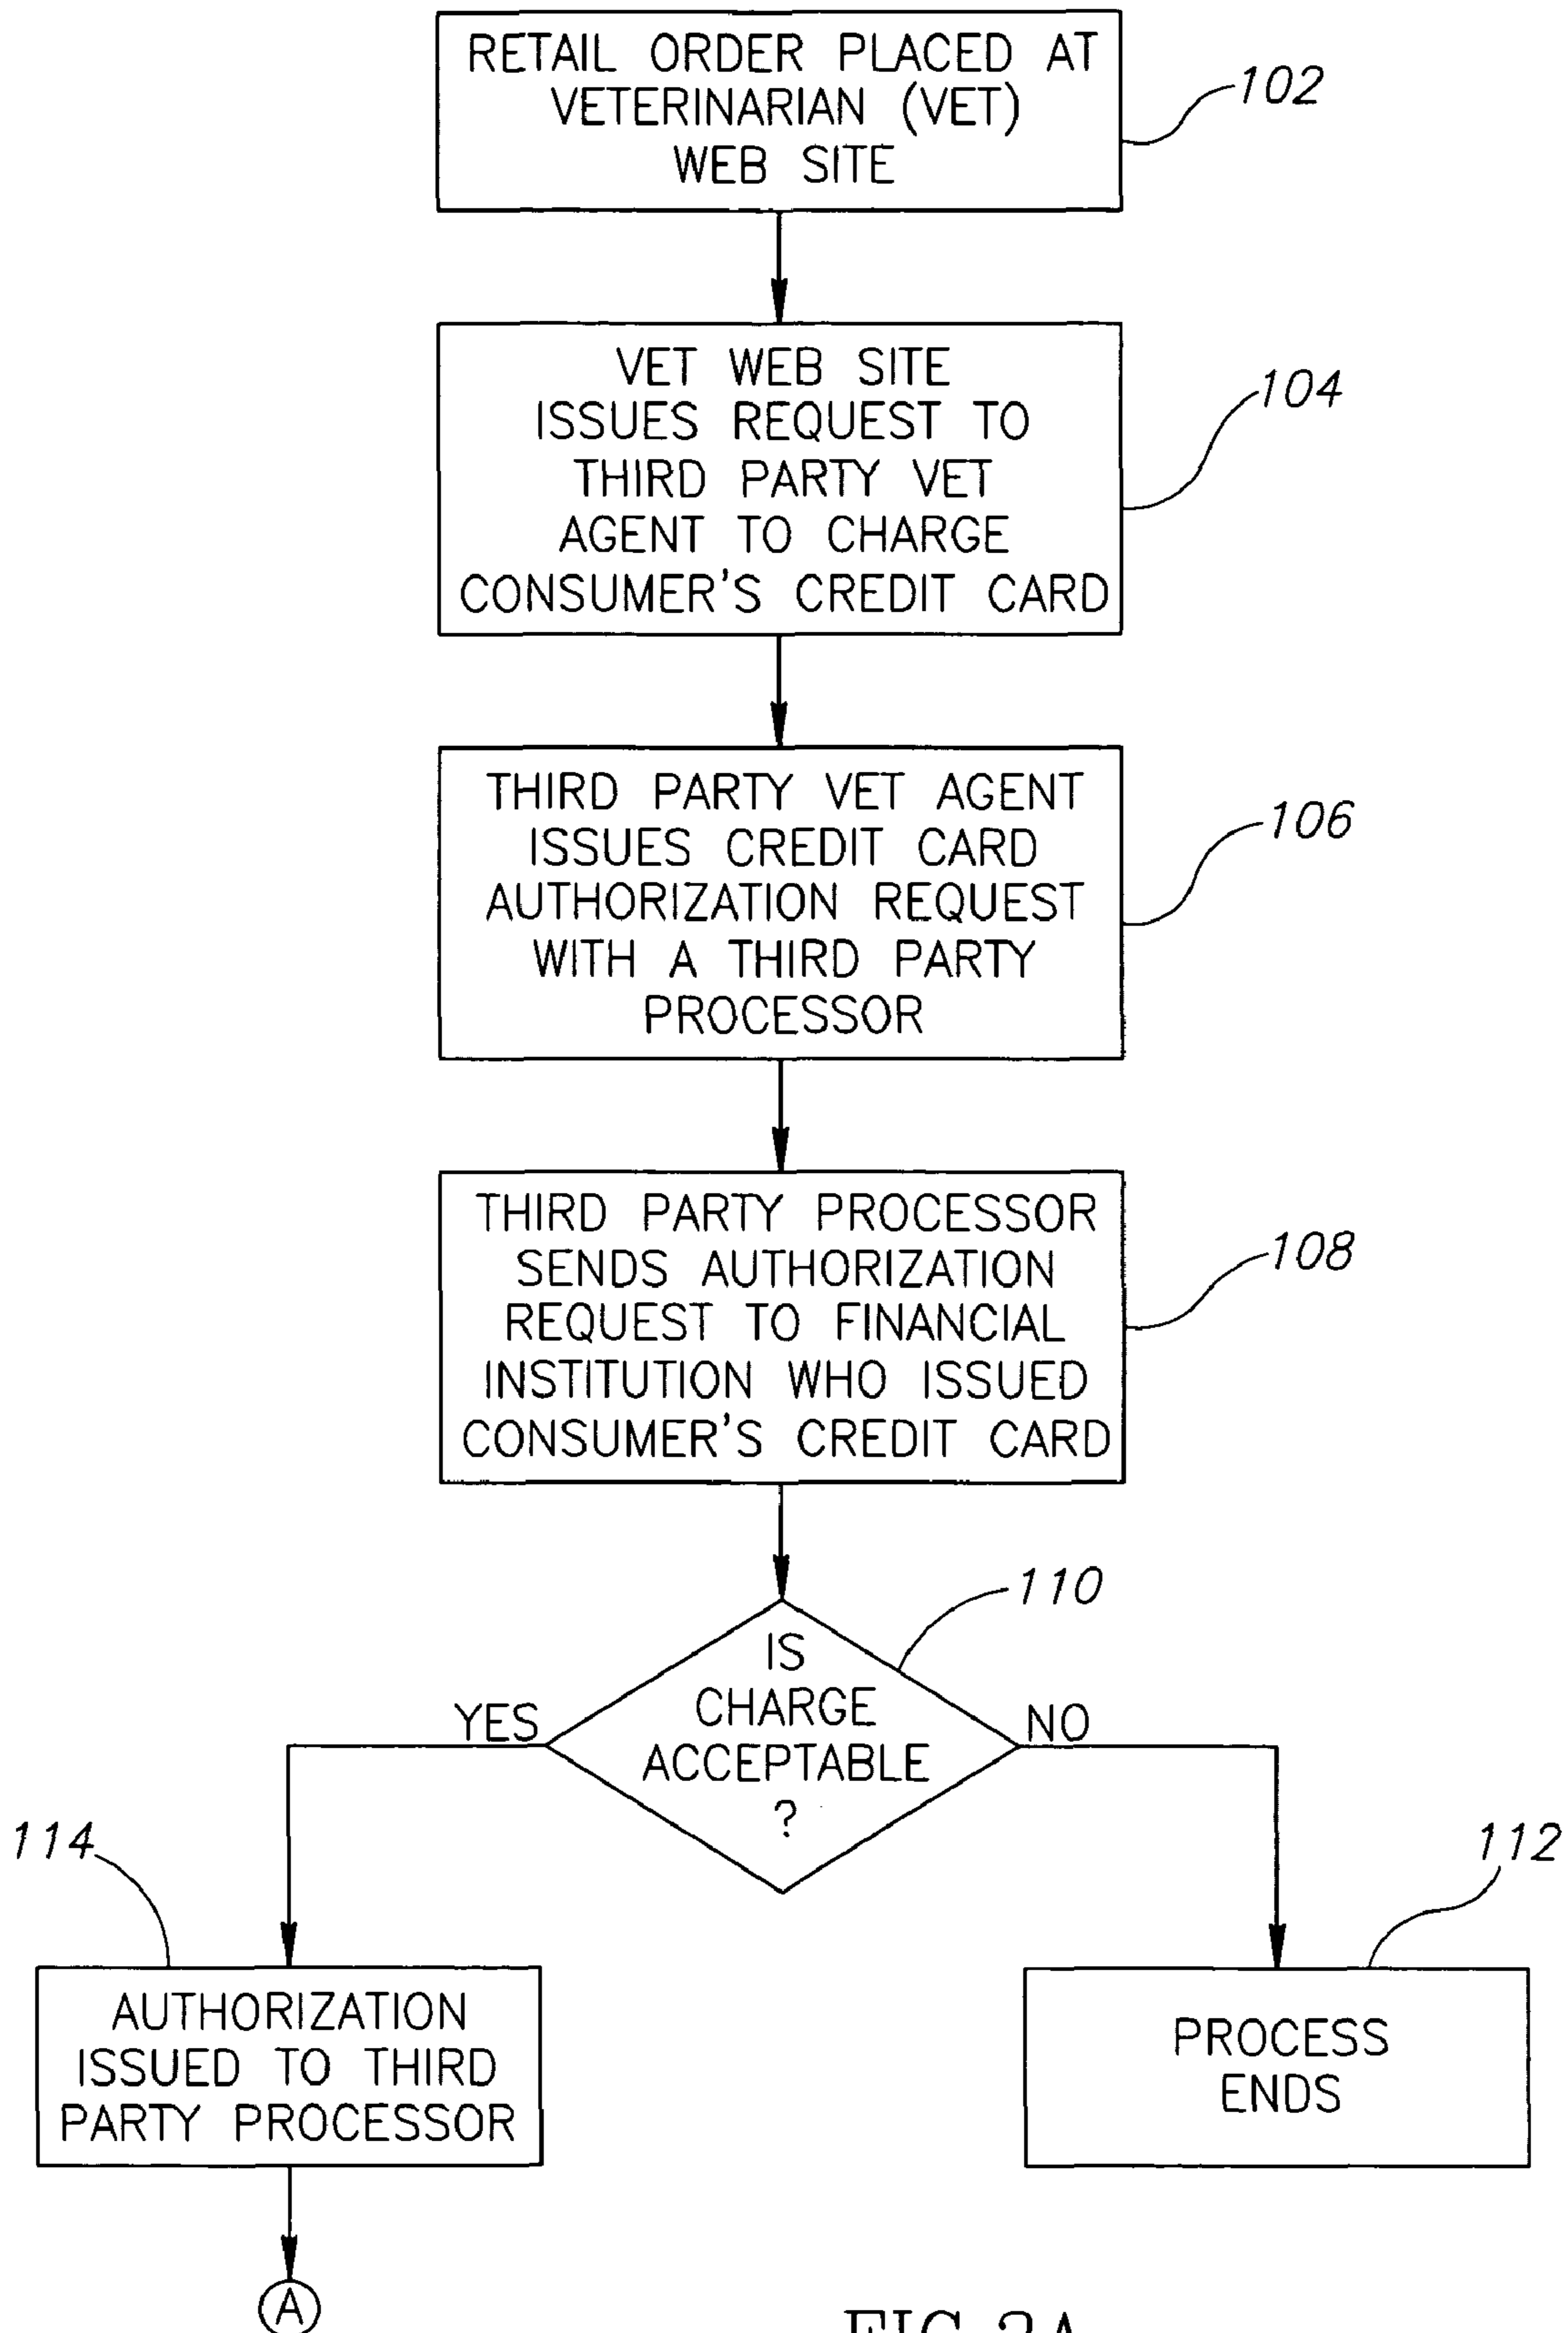 RETAIL ORDER PLACED AT
VETERINARIAN (VET)
WEB SITE
102
VET WEB SITE
ISSUES REQUEST TO
THIRD PARTY VET
AGENT TO CHARGE
CONSUMER'S CREDIT CARD
104
THIRD PARTY VET AGENT
ISSUES CREDIT CARD
AUTHORIZATION REQUEST
WITH A THIRD PARTY
PROCESSOR
106
THIRD PARTY PROCESSOR
SENDS AUTHORIZATION
REQUEST TO FINANCIAL
INSTITUTION WHO ISSUED
CONSUMER'S CREDIT CARD
108
110
IS
CHARGE
ACCEPTABLE
?
YES
NO
114
112
AUTHORIZATION
ISSUED TO THIRD
PARTY PROCESSOR
PROCESS
ENDS
A